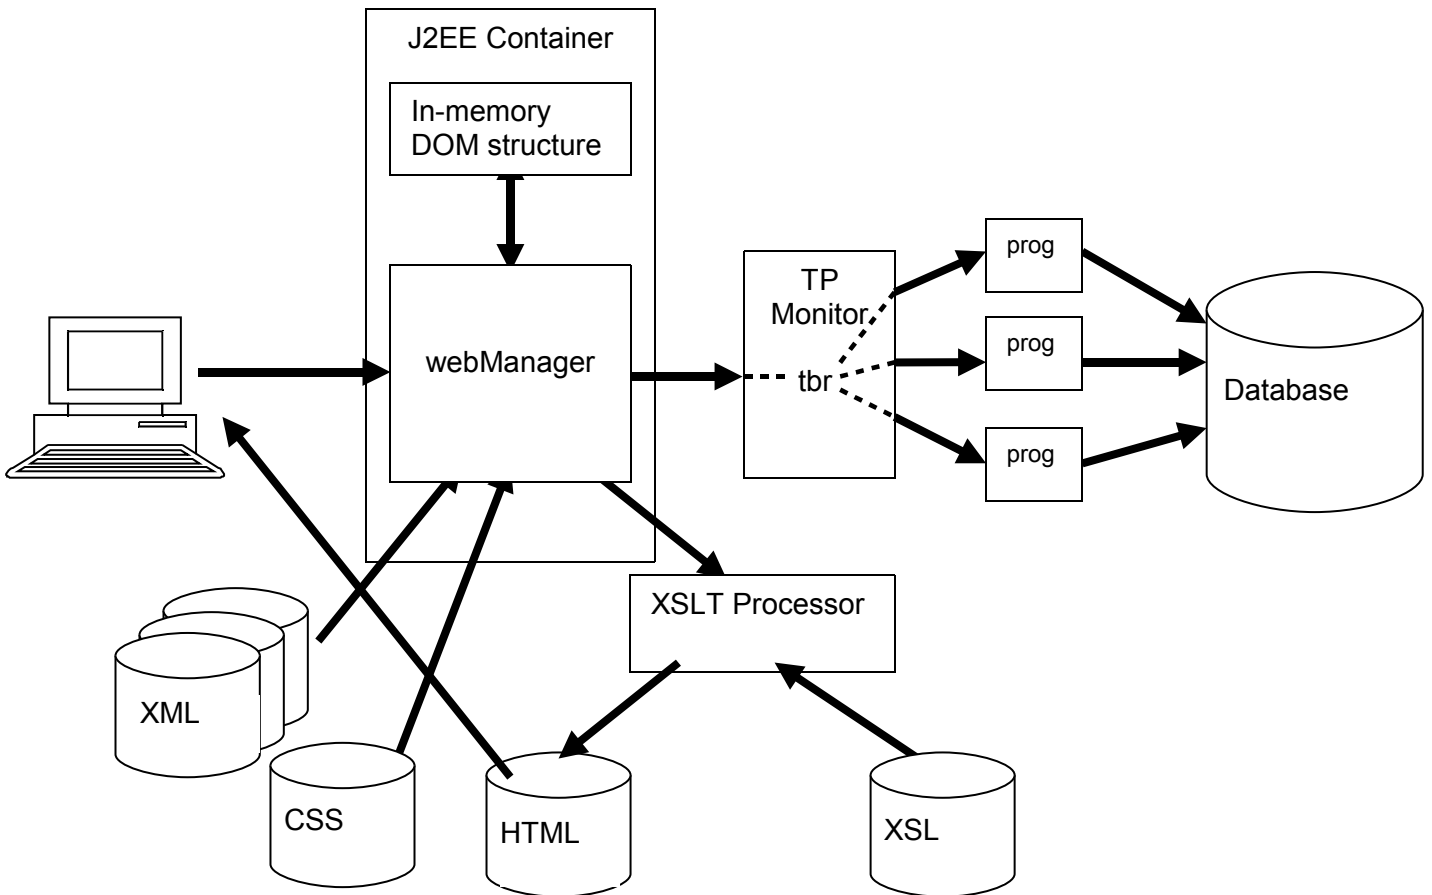 J2EE Container
In-memory
DOM structure
webManager
TP
Monitor
tbr
prog
prog
prog
Database
XSLT Processor
XML
CSS
HTML
XSL